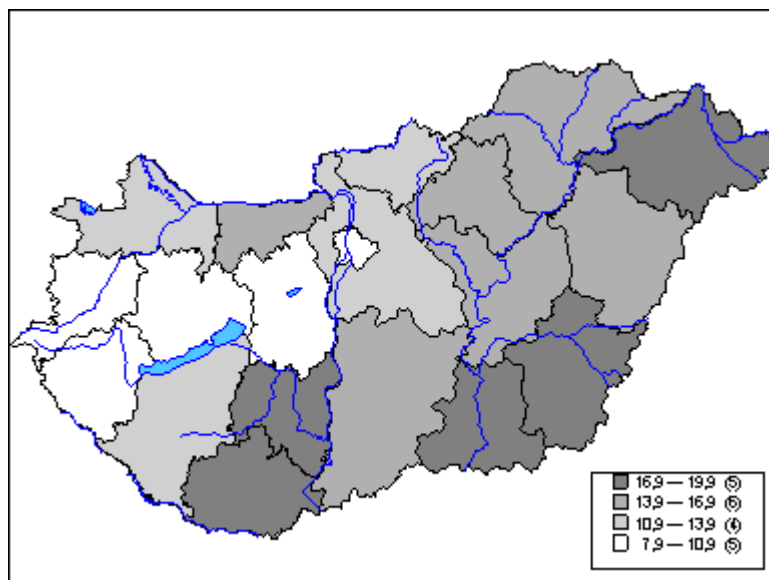 16,9 — 19,9 (5)
13,9 — 16,9 (6)
10,9 — 13,9 (4)
7,9 — 10,9 (5)